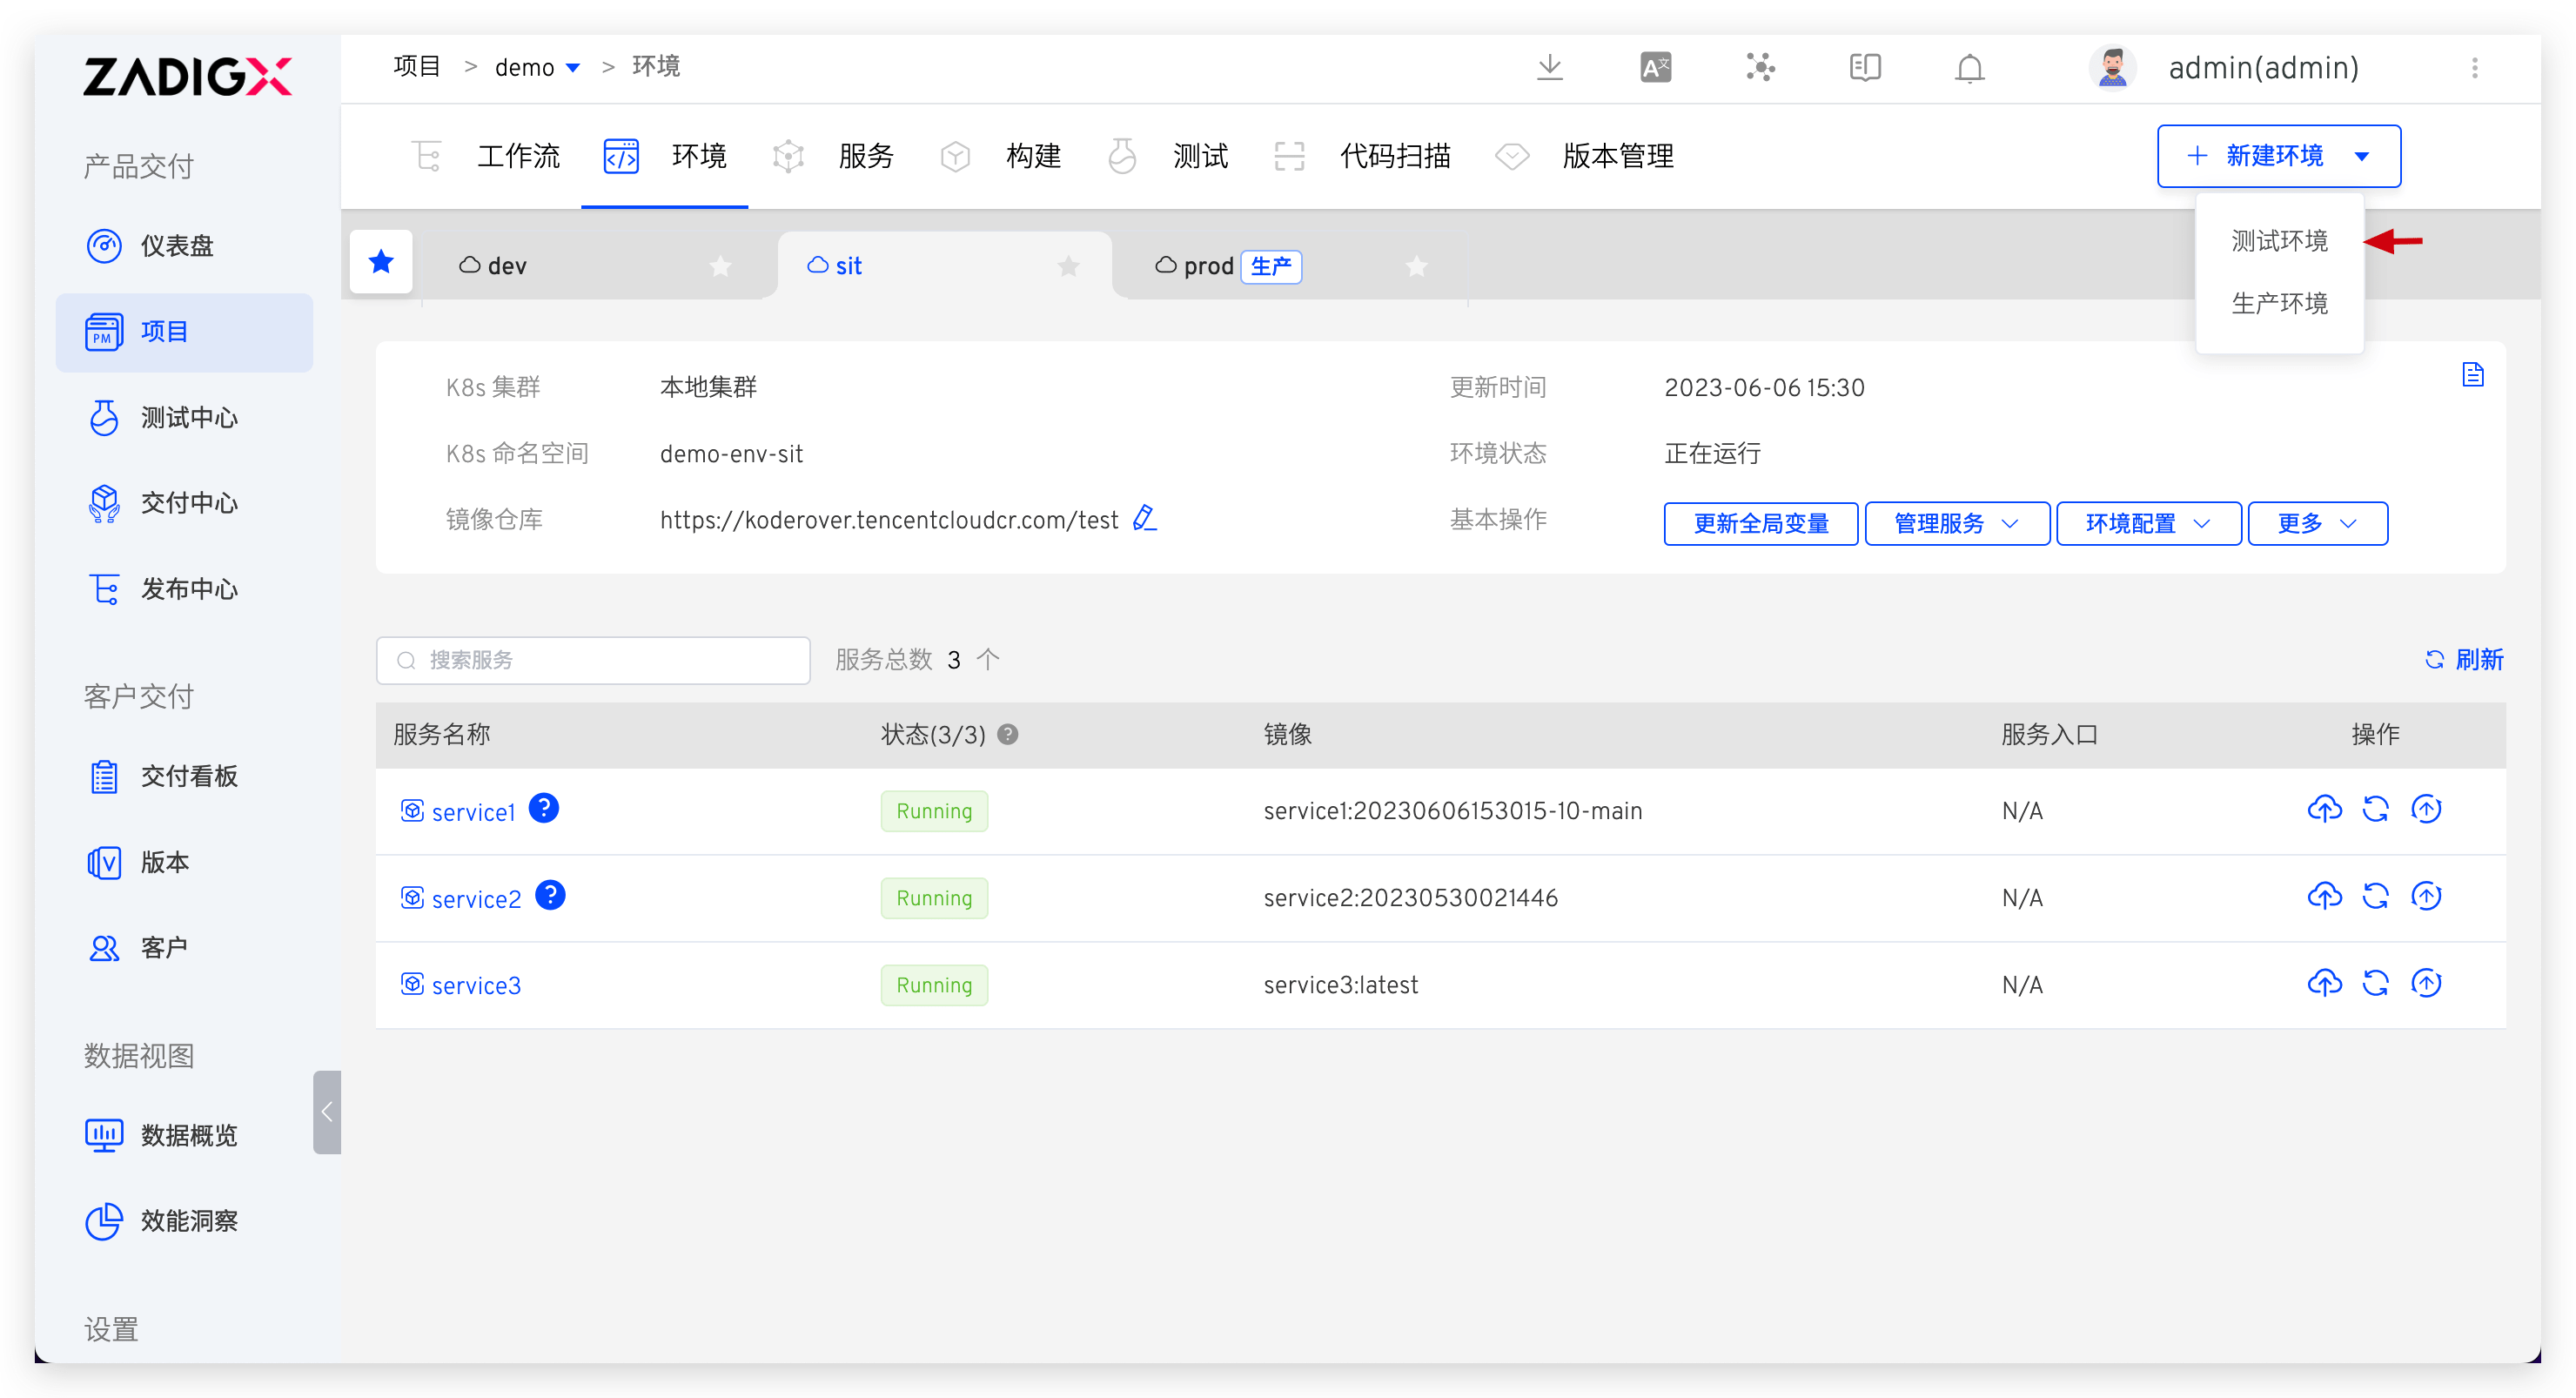 ZADIGX
项目 > demo > 环境
A文
admin(admin)
工作流 环境 服务 构建 测试 代码扫描 版本管理
+ 新建环境
测试环境
生产环境
dev
sit
prod 生产
产品交付
仪表盘
PM 项目
测试中心
交付中心
发布中心
客户交付
交付看板
V 版本
客户
数据视图
数据概览
效能洞察
设置
K8s 集群 本地集群 更新时间 2023-06-06 15:30
K8s 命名空间 demo-env-sit 环境状态 正在运行
镜像仓库 https://koderover.tencentcloudcr.com/test 基本操作 更新全局变量 管理服务 环境配置 更多
搜索服务 服务总数 3 个 刷新
服务名称 状态(3/3) ? 镜像 服务入口 操作
service1 ? Running service1:20230606153015-10-main N/A
service2 ? Running service2:20230530021446 N/A
service3 Running service3:latest N/A